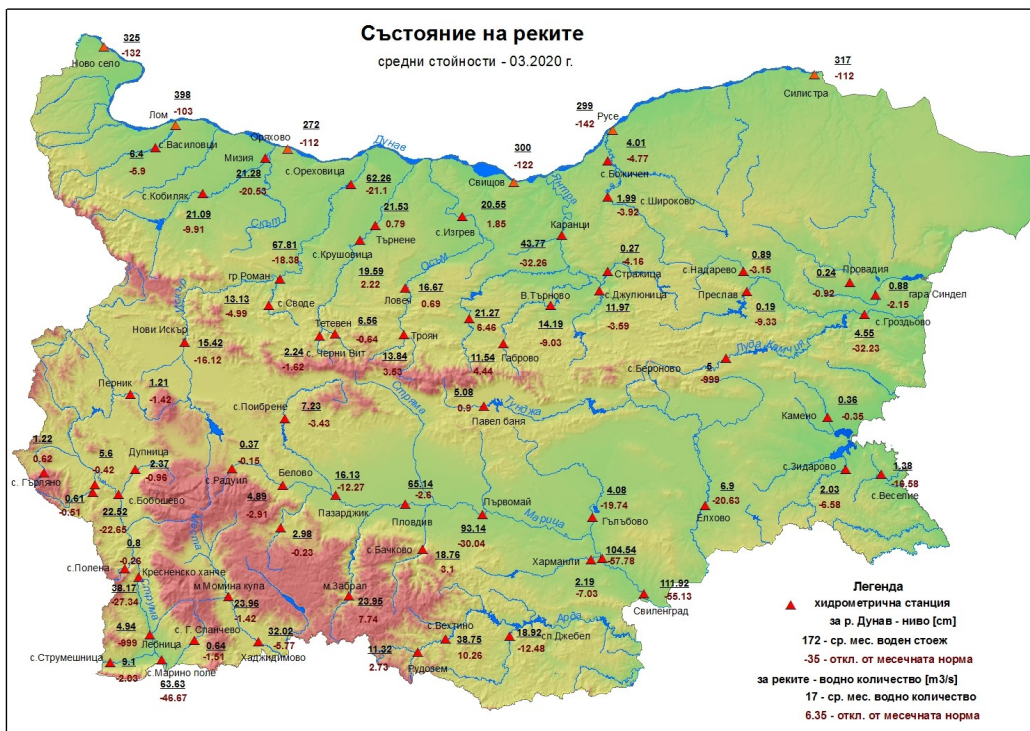 Състояние на реките
средни стойности - 03.2020 г.
325
-132
Ново село
317
-112
Силистра
398
-103
Лом
299
-142
Русе
272
-112
Оряхово
Дунав
300
-122
Свищов
с.Василовци
6.4
-5.9
Мизия
21.28
-20.53
с.Ореховица
62.26
-21.1
4.01
-4.77
с.Божичен
Янтра
с.Кобиляк
21.09
-9.91
Скът
21.53
0.79
Търнене
20.55
1.85
с.Изгрев
1.99
-3.92
с.Широково
Каранци
43.77
-32.26
67.81
-18.38
гр.Роман
с.Крушовица
19.59
2.22
Осъм
0.27
-4.16
Стражица
0.89
-3.15
с.Надарево
0.24
-0.92
Провадия
0.88
-2.15
гара Синдел
Искър
13.13
-4.99
с.Своде
16.67
0.69
Ловеч
В.Търново
14.19
-9.03
с.Джулюница
11.97
-3.59
Преслав
0.19
-9.33
с.Гроздьово
4.55
-32.23
Нови Искър
15.42
-16.12
Тетевен
6.56
-0.64
2.24
-1.62
с. Черни Вит
Троян
13.84
3.53
21.27
6.46
11.54
4.44
Габрово
с.Бероново
6
-999
Луда Камчия
Перник
1.21
-1.42
с.Поибрене
7.23
-3.43
Стряма
5.08
0.9
Павел баня
Тунджа
0.36
-0.35
Камено
1.22
0.62
с. Гърляно
5.6
-0.42
Дупница
2.37
-0.96
0.37
-0.15
с.Радуил
Белово
4.89
-2.91
16.13
-12.27
Пазарджик
65.14
-2.6
Пловдив
Първомай
93.14
-30.04
Марица
4.08
-19.74
Гълъбово
6.9
-20.63
Елхово
с.Зидарово
2.03
-6.58
1.38
-16.58
с.Веселие
0.61
-0.51
с.Бобошево
22.52
-22.65
2.98
-0.23
с.Бачково
18.76
3.1
Харманли
104.54
-57.78
2.19
-7.03
111.92
-55.13
Свиленград
0.8
-0.26
с.Полена
Кресненско ханче
38.17
-27.34
Струма
м.Момина кула
23.96
-1.42
м.Забрал
23.95
7.74
4.94
-999
Лебница
с. Г. Спанчево
0.64
-1.51
32.02
-5.77
Хаджидимово
с.Вехтино
38.75
10.26
Арда
18.92
-12.48
сп.Джебел
11.32
2.73
Рудозем
с.Струмешница
9.1
-2.03
с.Марино поле
63.63
-46.67
Легенда
хидрометрична станция
за р. Дунав - ниво [cm]
172 - ср. мес. воден стоеж
-35 - откл. от месечната норма
за реките - водно количество [m3/s]
17 - ср. мес. водно количество
6.35 - откл. от месечната норма